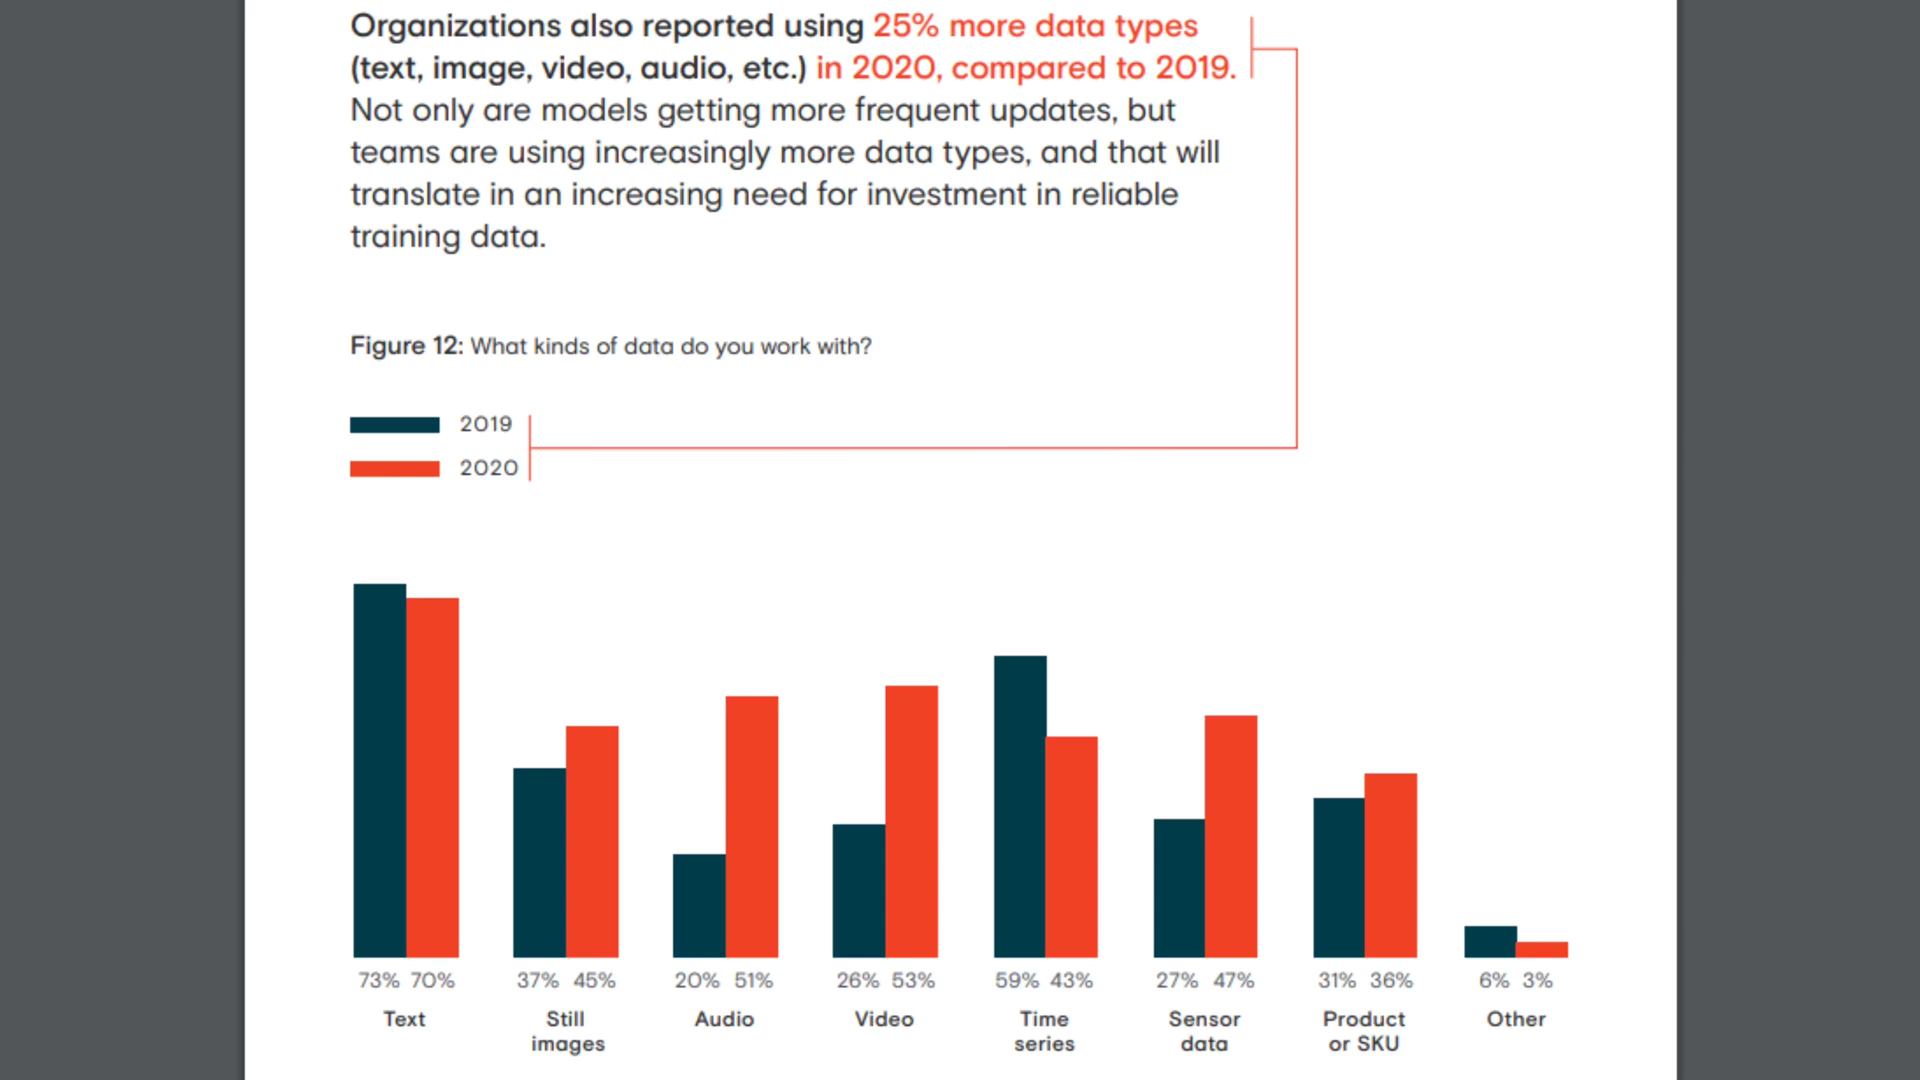 Organizations also reported using 25% more data types
(text, image, video, audio, etc.) in 2020, compared to 2019.
Not only are models getting more frequent updates, but
teams are using increasingly more data types, and that will
translate in an increasing need for investment in reliable
training data.
Figure 12: What kinds of data do you work with?
2019
2020
73% 70%
Text
37% 45%
Still
images
20% 51%
Audio
26% 53%
Video
59% 43%
Time
series
27% 47%
Sensor
data
31% 36%
Product
or SKU
6% 3%
Other